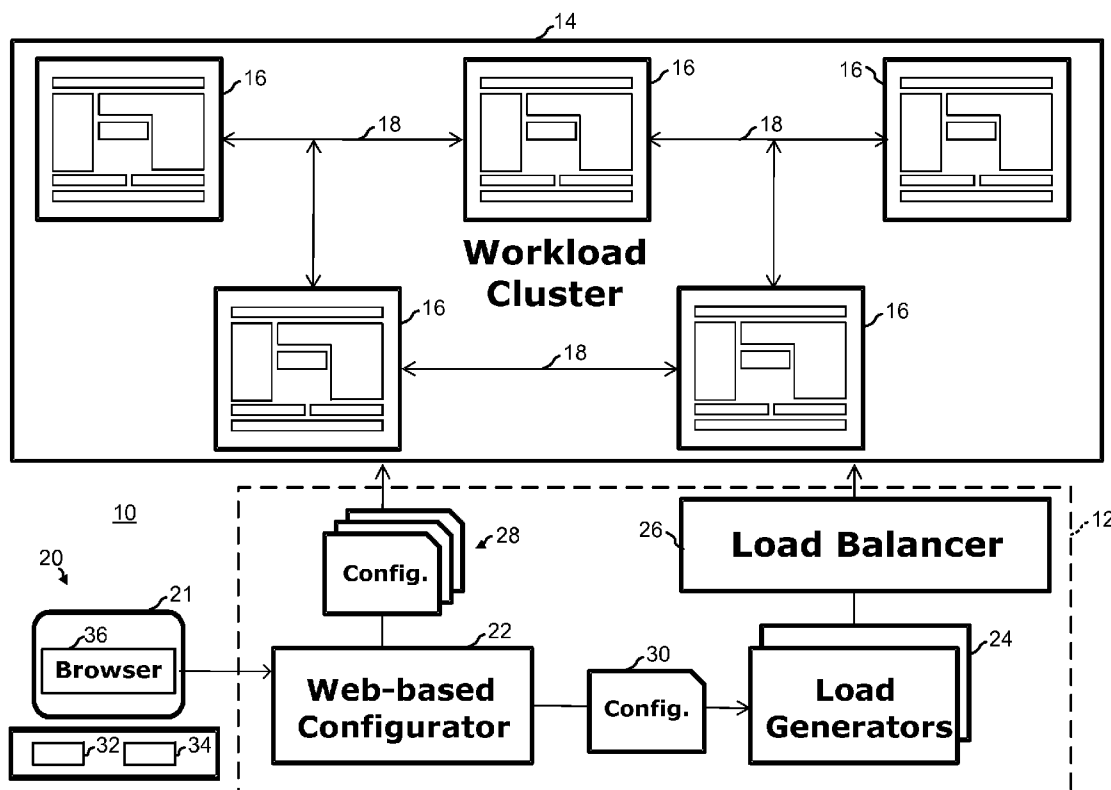 14
16
16
16
18
18
Workload
Cluster
16
16
18
10
28
Config.
26
Load Balancer
12
20
21
36
Browser
22
Web-based
Configurator
30
Config.
24
Load
Generators
32
34